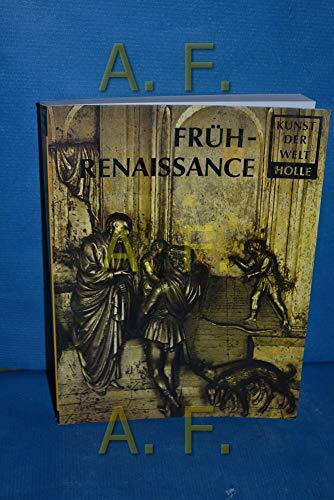 A. F.
FRÜH-
RENAISSANCE
KUNST
DER
WELT
HOLLE
A. F.
A. F.